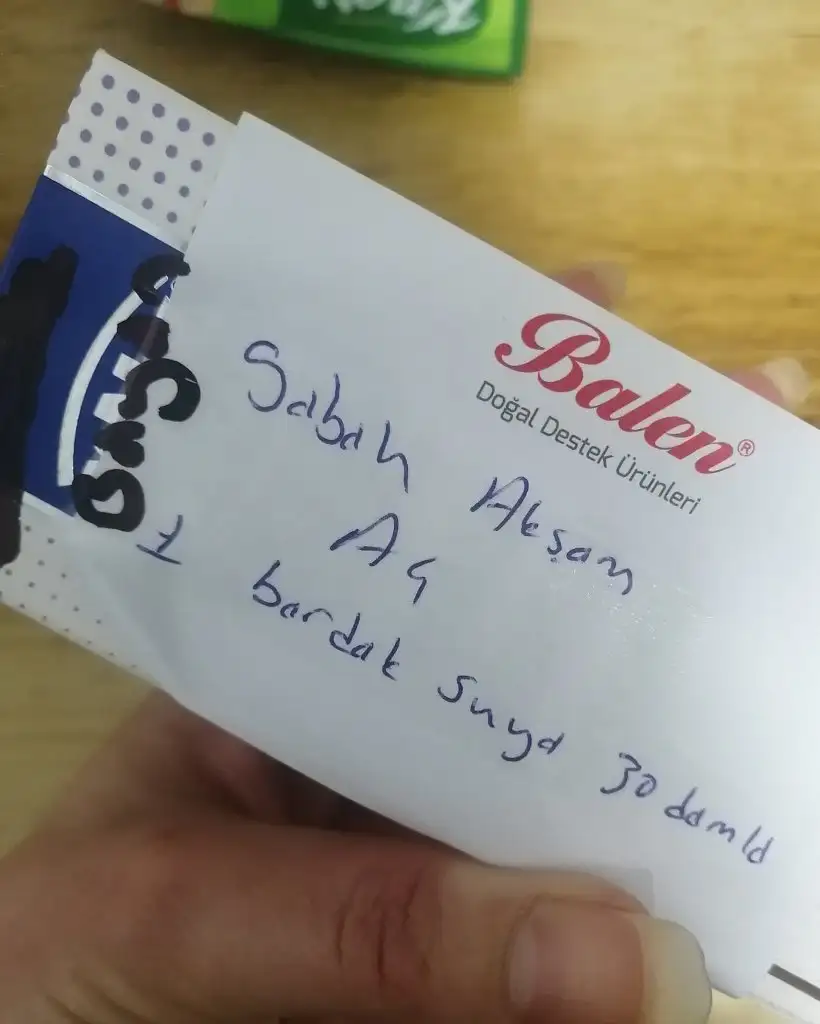 Balen®
Doğal Destek Ürünleri
Sabah Akşam
Aç
1 bardak suya 30 damla